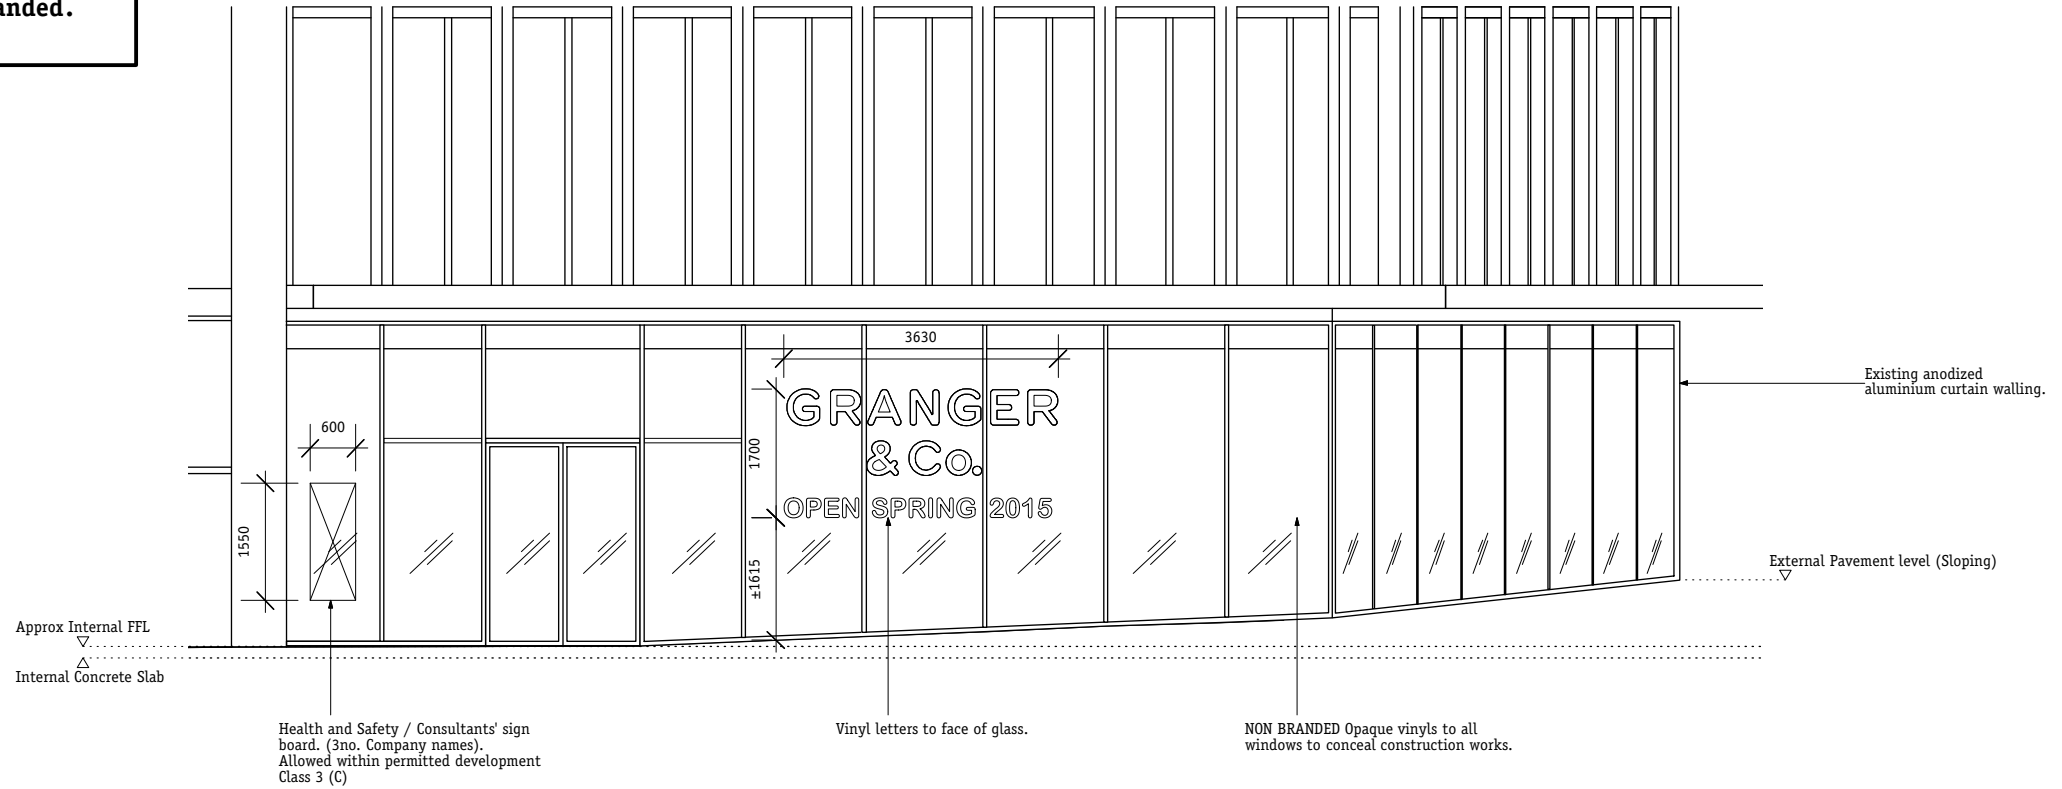 3630
Existing anodized
aluminium curtain walling.
GRANGER
& Co.
OPEN SPRING 2015
600
1700
1550
±1615
External Pavement level (Sloping)
Approx Internal FFL
Internal Concrete Slab
Health and Safety / Consultants' sign
board. (3no. Company names).
Allowed within permitted development
Class 3 (C)
Vinyl letters to face of glass.
NON BRANDED Opaque vinyls to all
windows to conceal construction works.